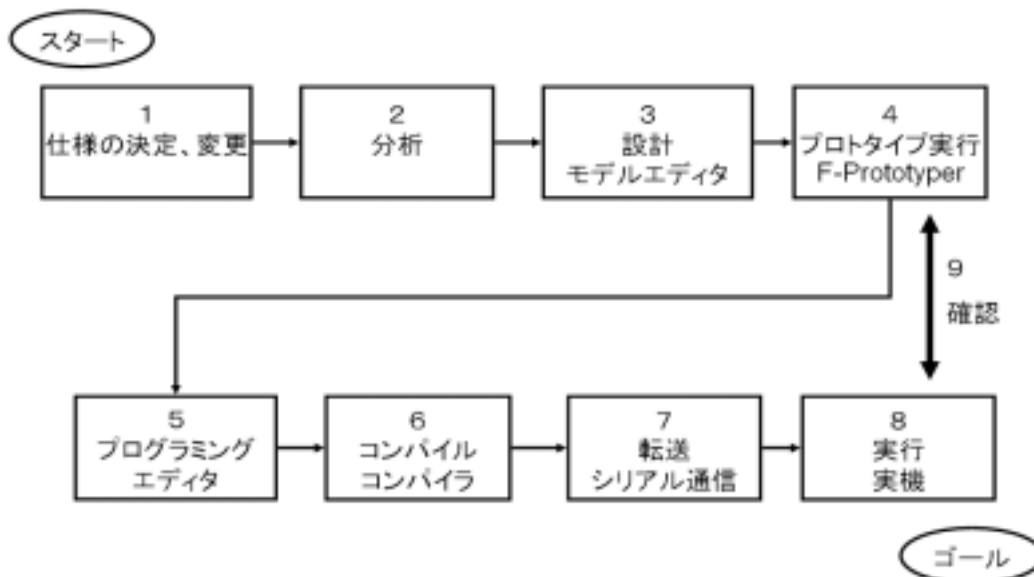 スタート
1
仕様の決定、変更
2
分析
3
設計
モデルエディタ
4
プロトタイプ実行
F-Prototyper
9
確認
5
プログラミング
エディタ
6
コンパイル
コンパイラ
7
転送
シリアル通信
8
実行
実機
ゴール